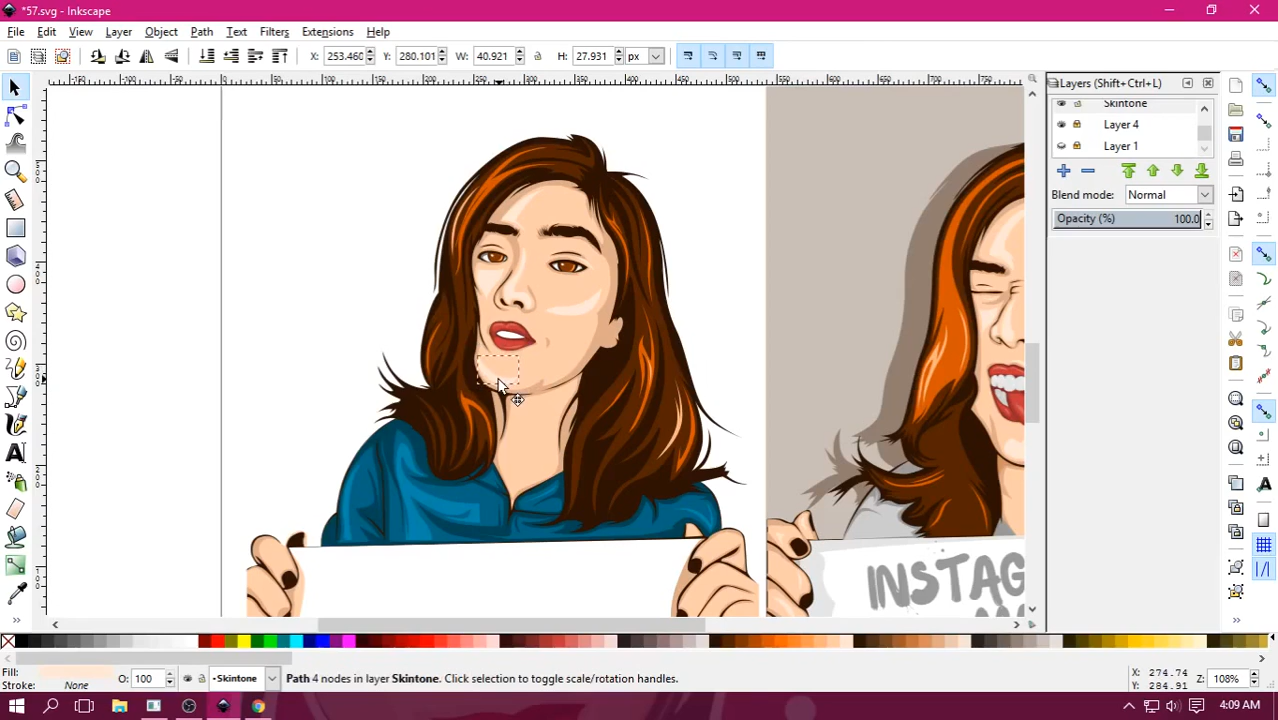 *57.svg - Inkscape
File Edit View Layer Object Path Text Filters Extensions Help
X: 253.460 Y: 280.101 W: 40.921 H: 27.931 px
Layers (Shift+Ctrl+L)
Skintone
Layer 4
Layer 1
Blend mode: Normal
Opacity (%) 100.0
INSTAG
Fill:
Stroke: None
O: 100
•Skintone
Path 4 nodes in layer Skintone. Click selection to toggle scale/rotation handles.
X: 274.74
Y: 284.91
Z: 108%
4:09 AM